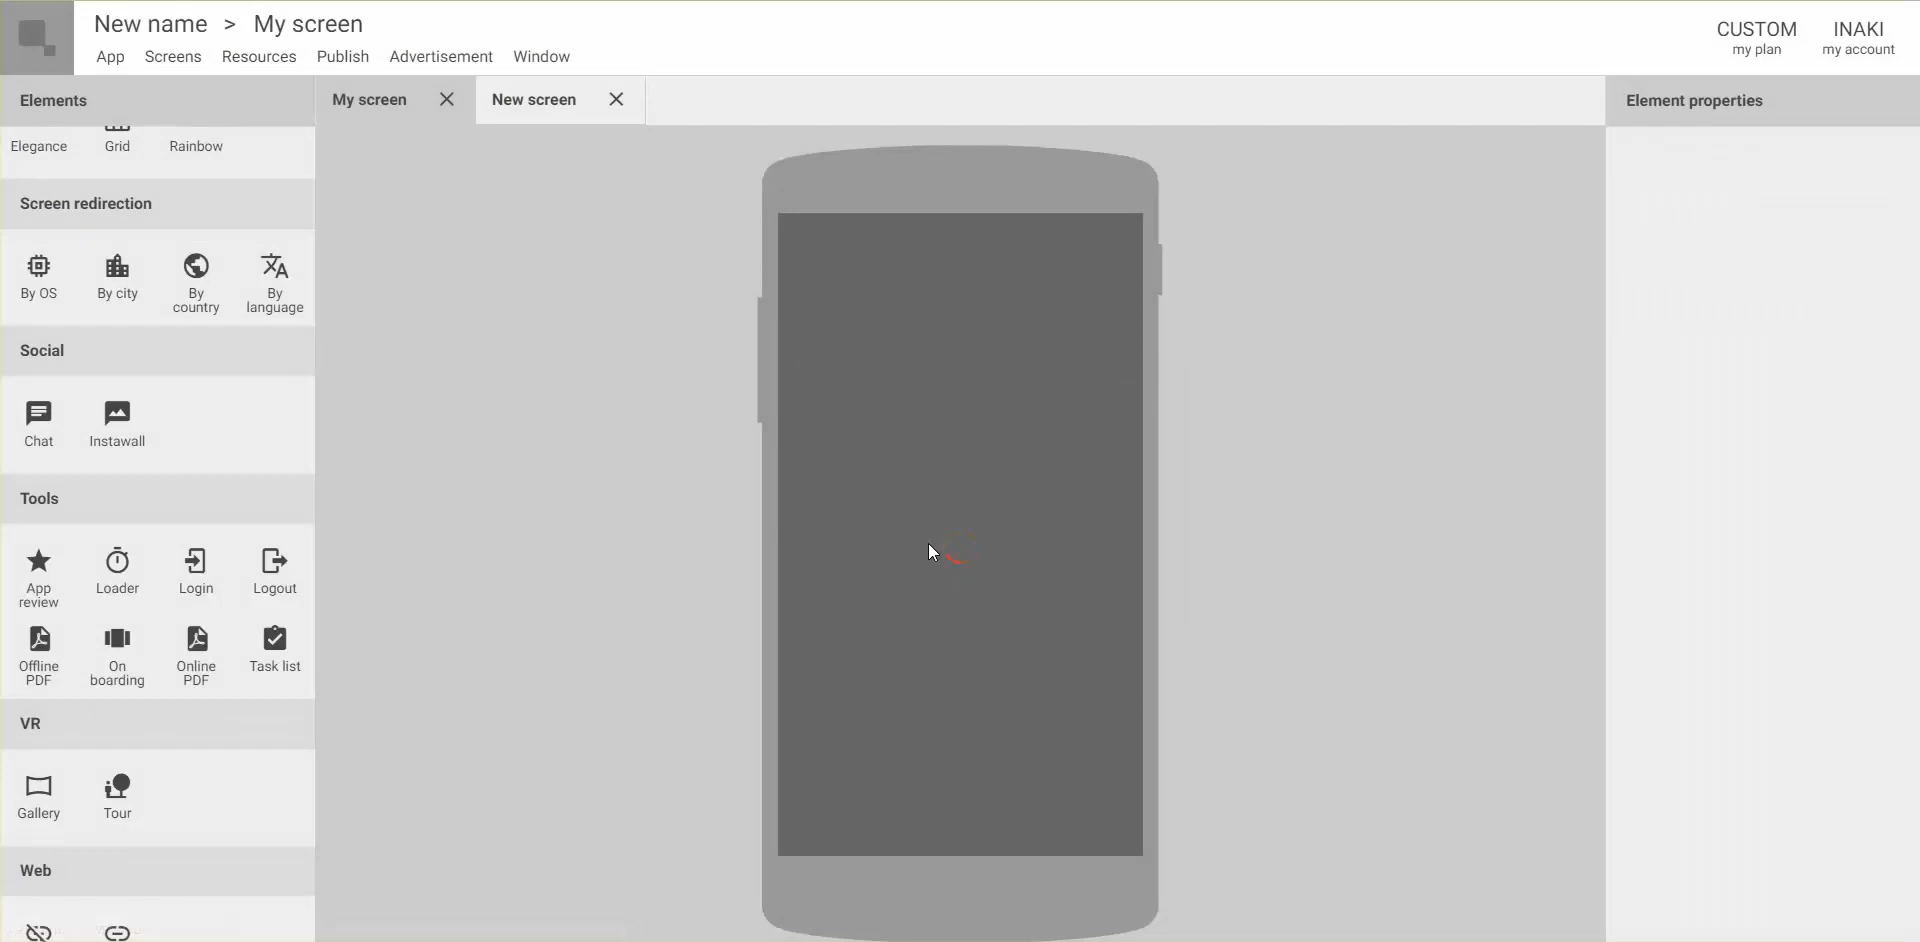 New name > My screen
App Screens Resources Publish Advertisement Window
CUSTOM
my plan
INAKI
my account
Elements
My screen
New screen
Element properties
Elegance Grid Rainbow
Screen redirection
By OS
By city
By
country
By
language
Social
Chat
Instawall
Tools
App
review
Loader
Login
Logout
Offline
PDF
On
boarding
Online
PDF
Task list
VR
Gallery
Tour
Web